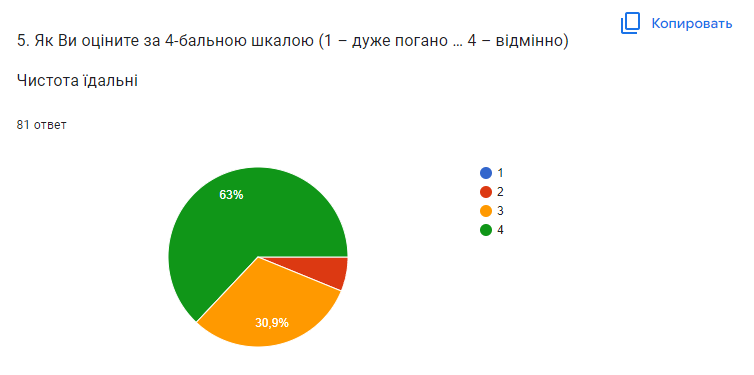 Копировать
5. Як Ви оціните за 4-бальною шкалою (1 – дуже погано ... 4 – відмінно)
Чистота їдальні
81 ответ
63%
30,9%
1
2
3
4